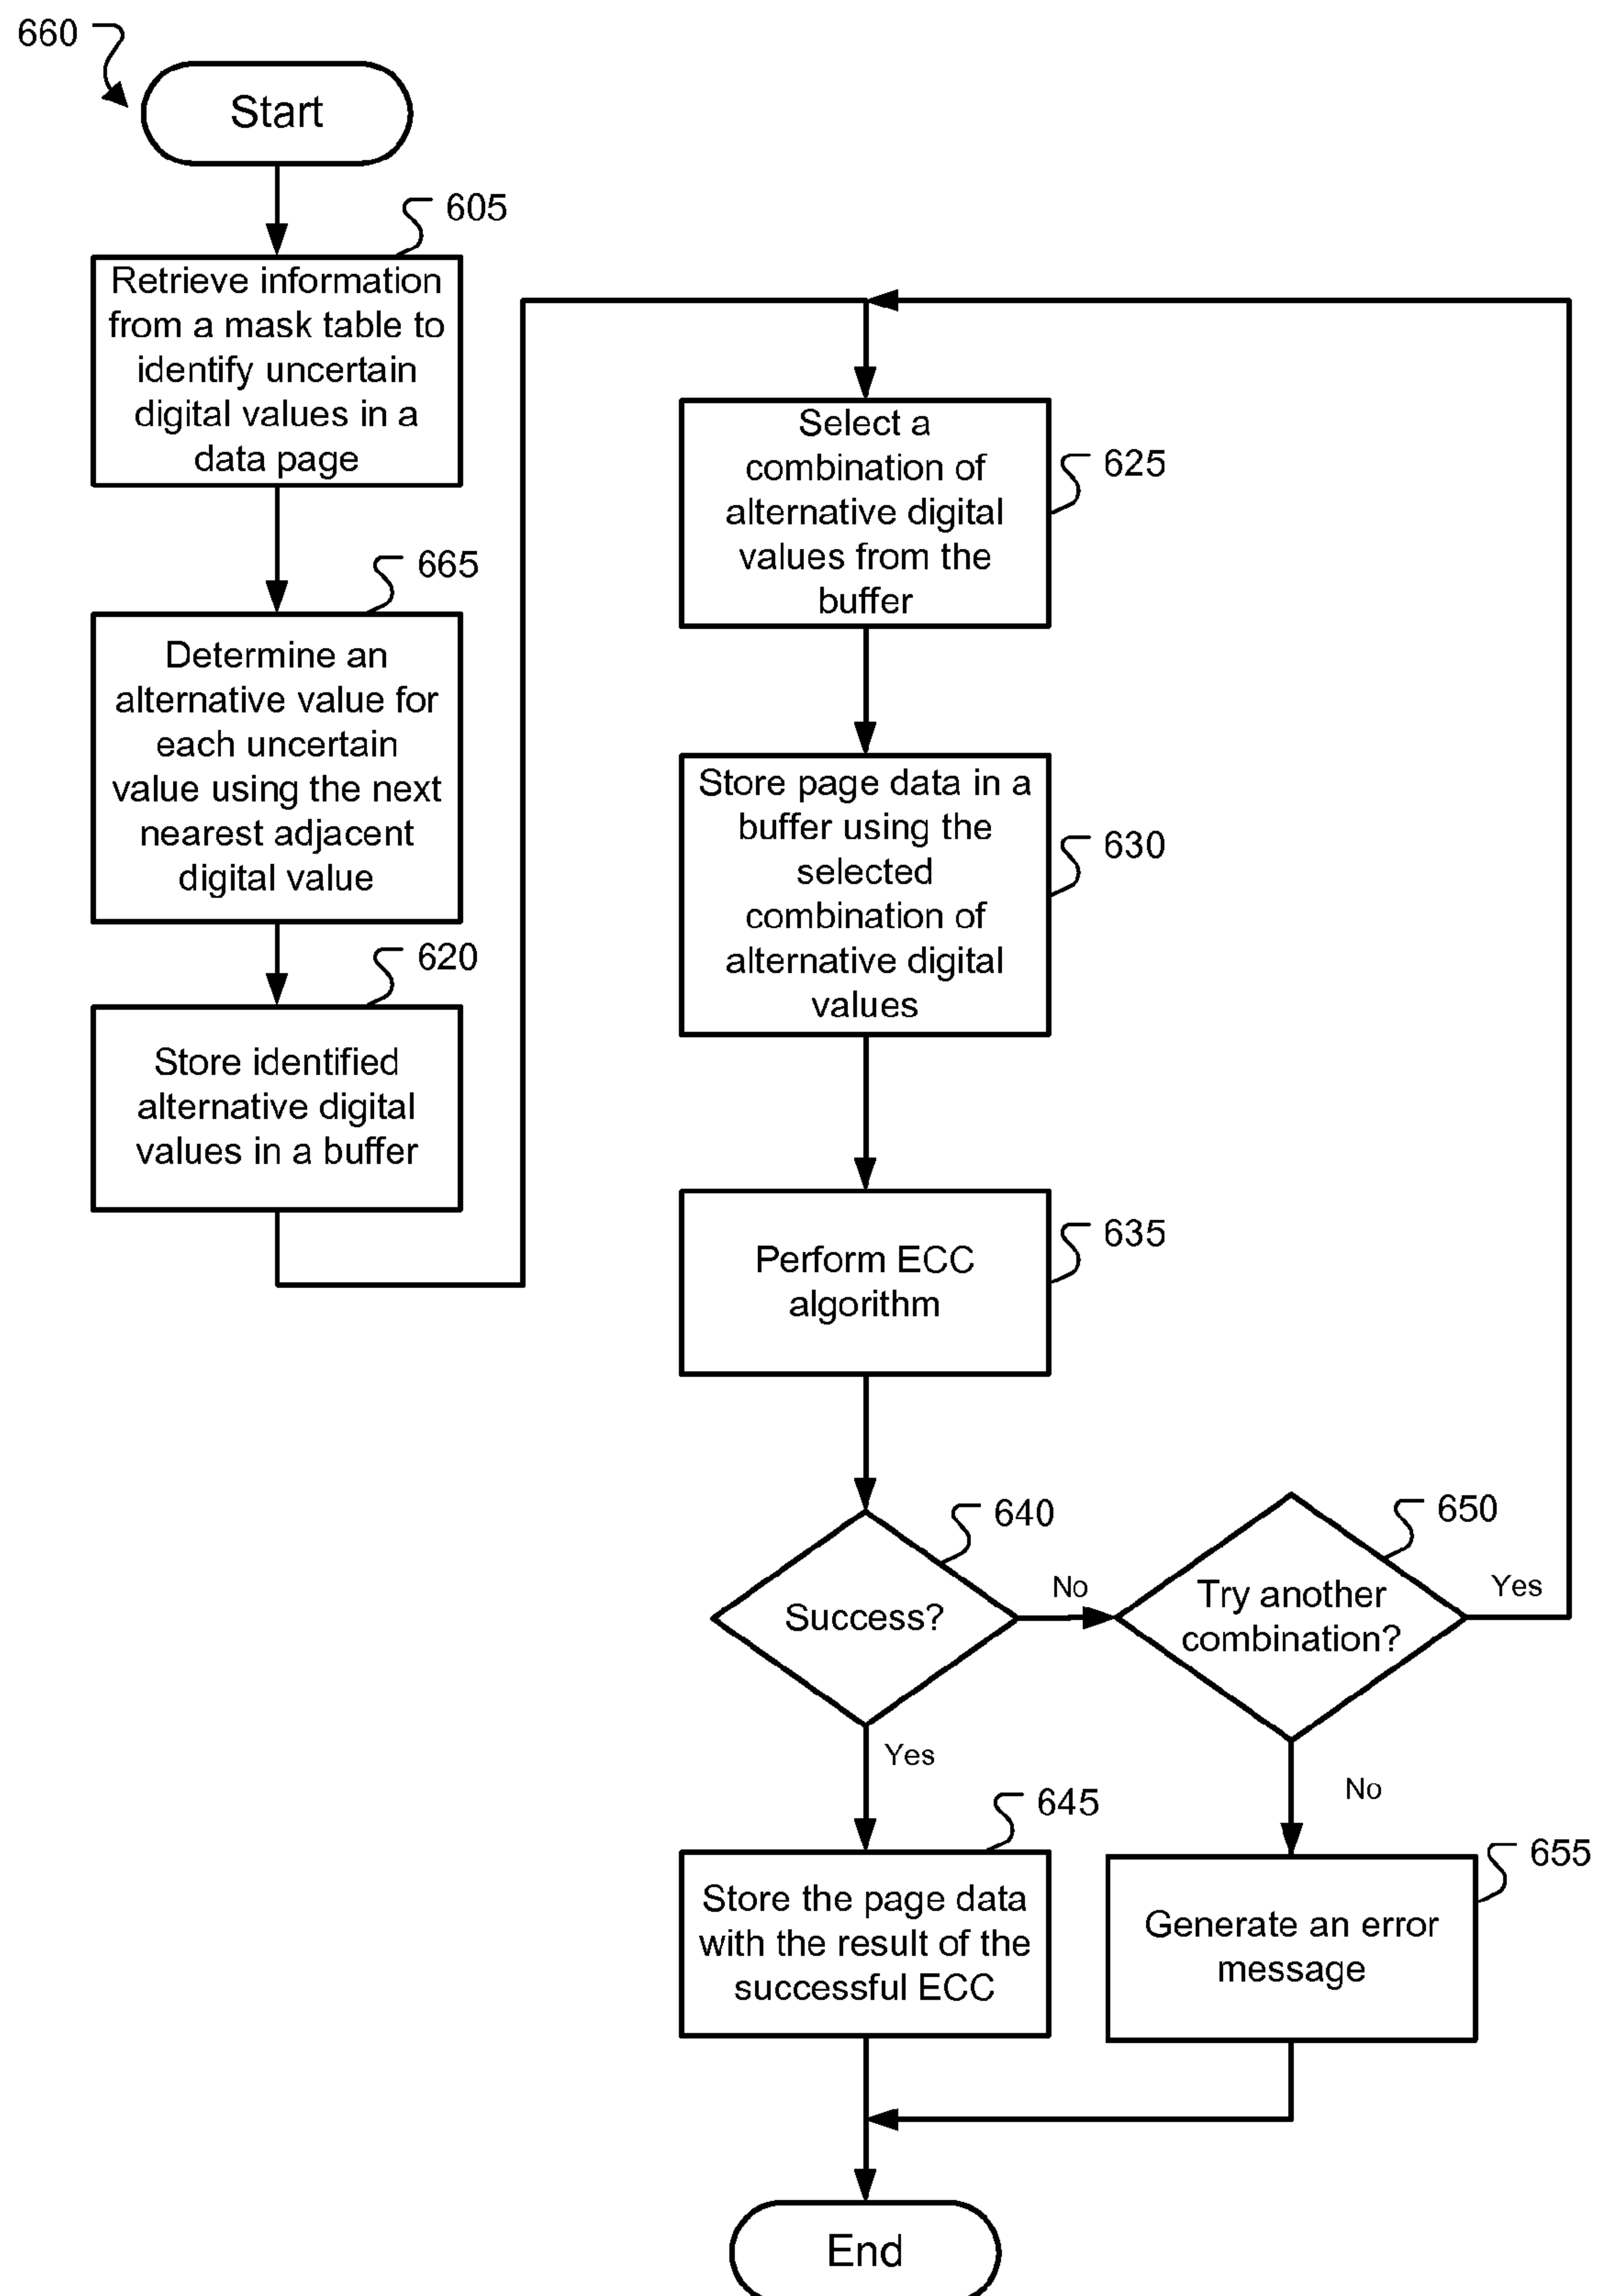 660
Start
605
Retrieve information
from a mask table to
identify uncertain
digital values in a
data page
665
Determine an
alternative value for
each uncertain
value using the next
nearest adjacent
digital value
620
Store identified
alternative digital
values in a buffer
Select a
combination of
alternative digital
values from the
buffer
625
Store page data in a
buffer using the
selected
combination of
alternative digital
values
630
Perform ECC
algorithm
635
640
Success?
No
Yes
650
Try another
combination?
Yes
No
645
Store the page data
with the result of the
successful ECC
655
Generate an error
message
End